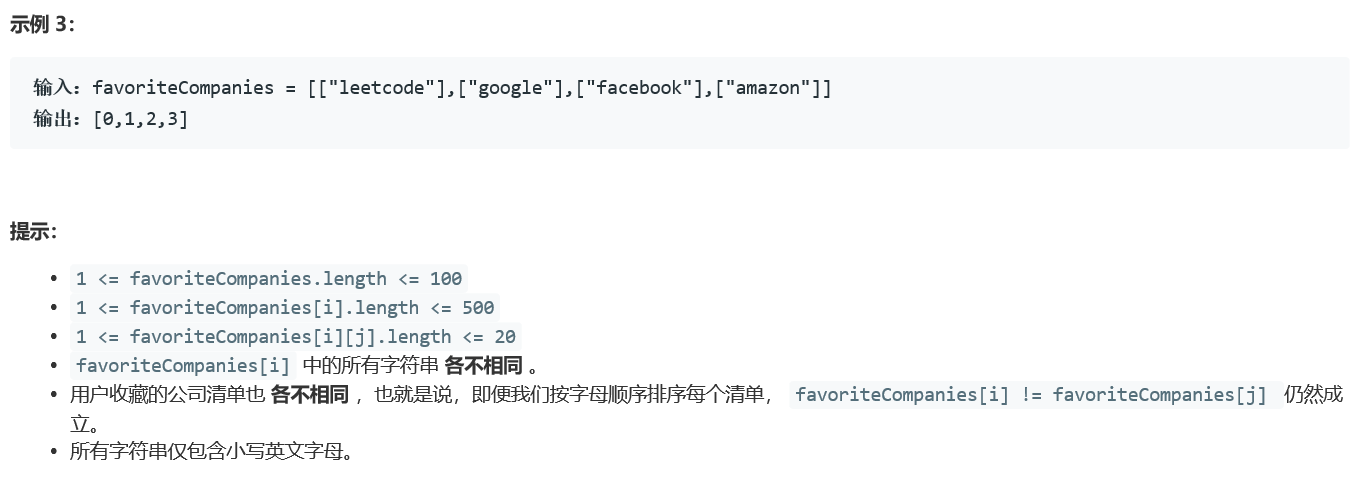 示例 3：
输入：favoriteCompanies = [["leetcode"],["google"],["facebook"],["amazon"]]
输出：[0,1,2,3]
提示：
• 1 <= favoriteCompanies.length <= 100
• 1 <= favoriteCompanies[i].length <= 500
• 1 <= favoriteCompanies[i][j].length <= 20
• favoriteCompanies[i] 中的所有字符串 各不相同 。
• 用户收藏的公司清单也 各不相同 ，也就是说，即便我们按字母顺序排序每个清单， favoriteCompanies[i] != favoriteCompanies[j] 仍然成
立。
• 所有字符串仅包含小写英文字母。